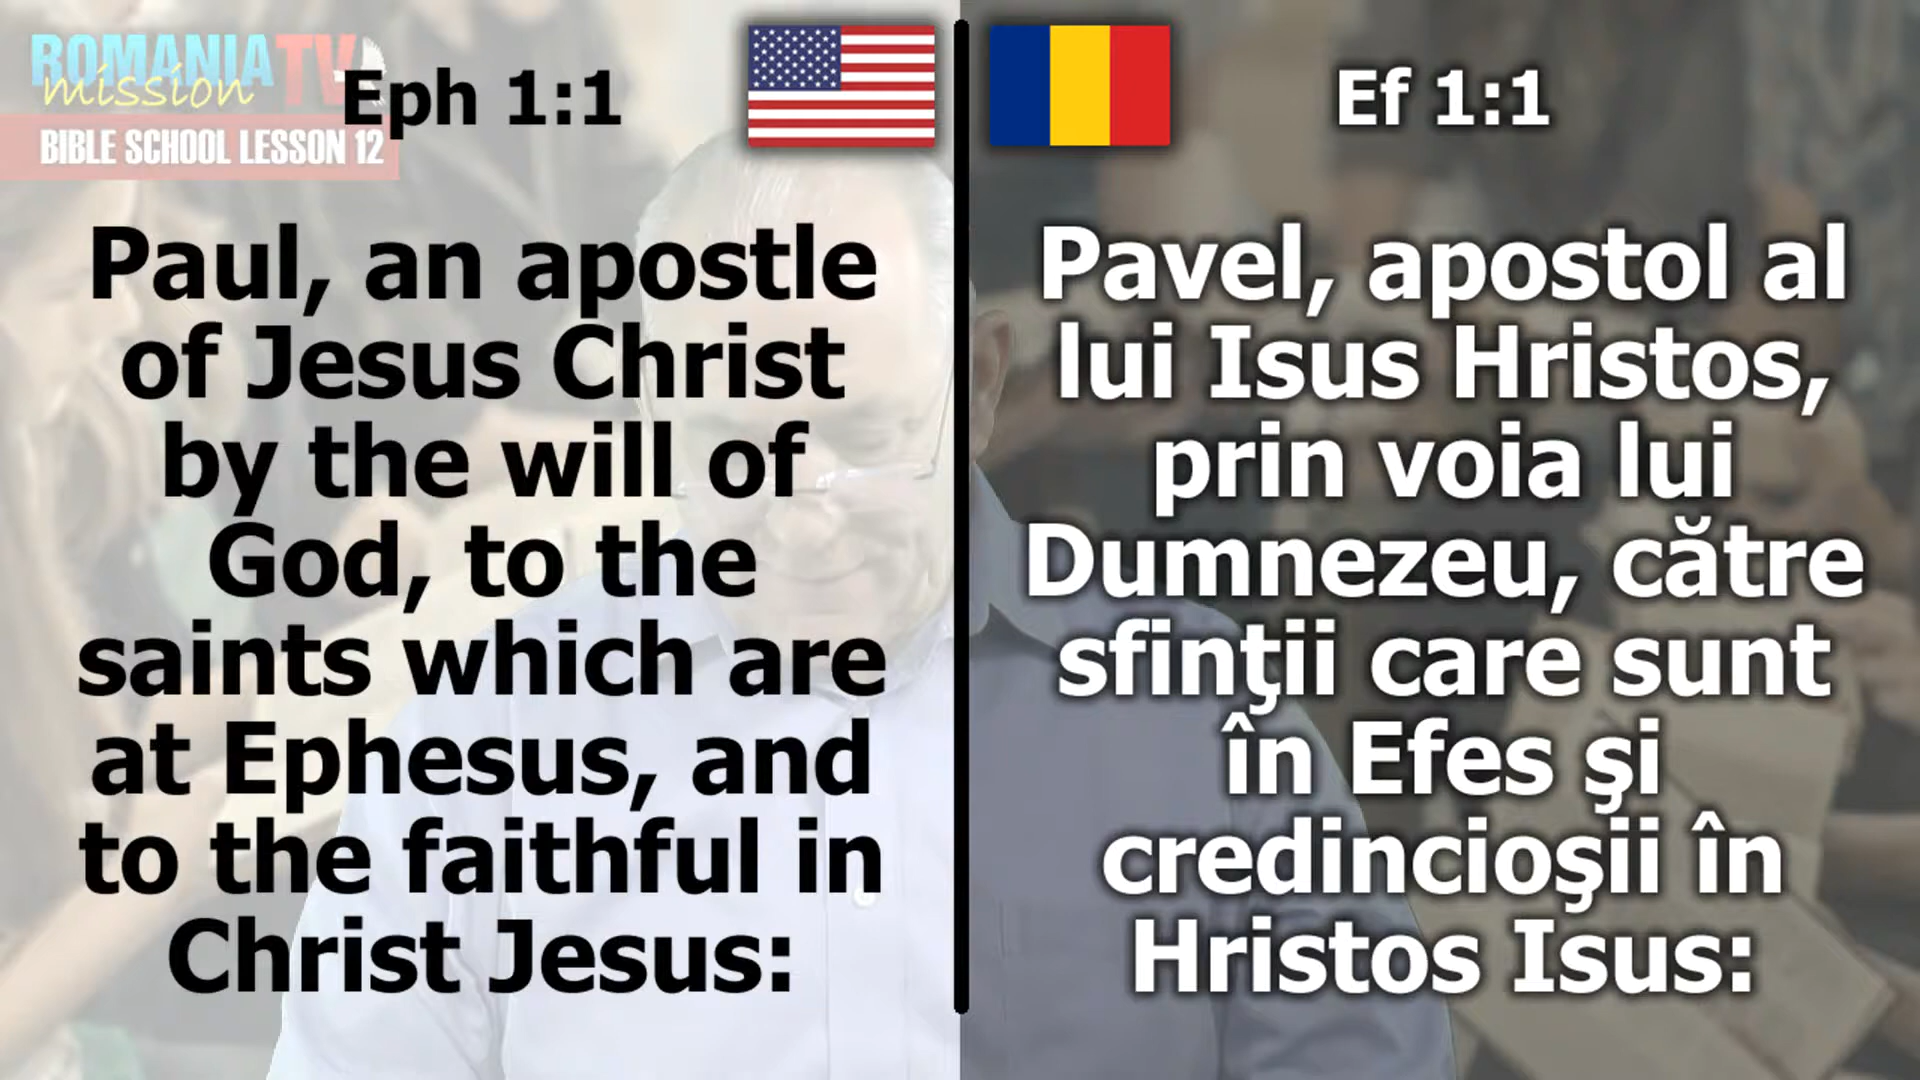 ROMANIA TV
mission
BIBLE SCHOOL LESSON 12
Eph 1:1
Paul, an apostle
of Jesus Christ
by the will of
God, to the
saints which are
at Ephesus, and
to the faithful in
Christ Jesus:
Ef 1:1
Pavel, apostol al
lui Isus Hristos,
prin voia lui
Dumnezeu, către
sfinţii care sunt
în Efes şi
credincioşii în
Hristos Isus: